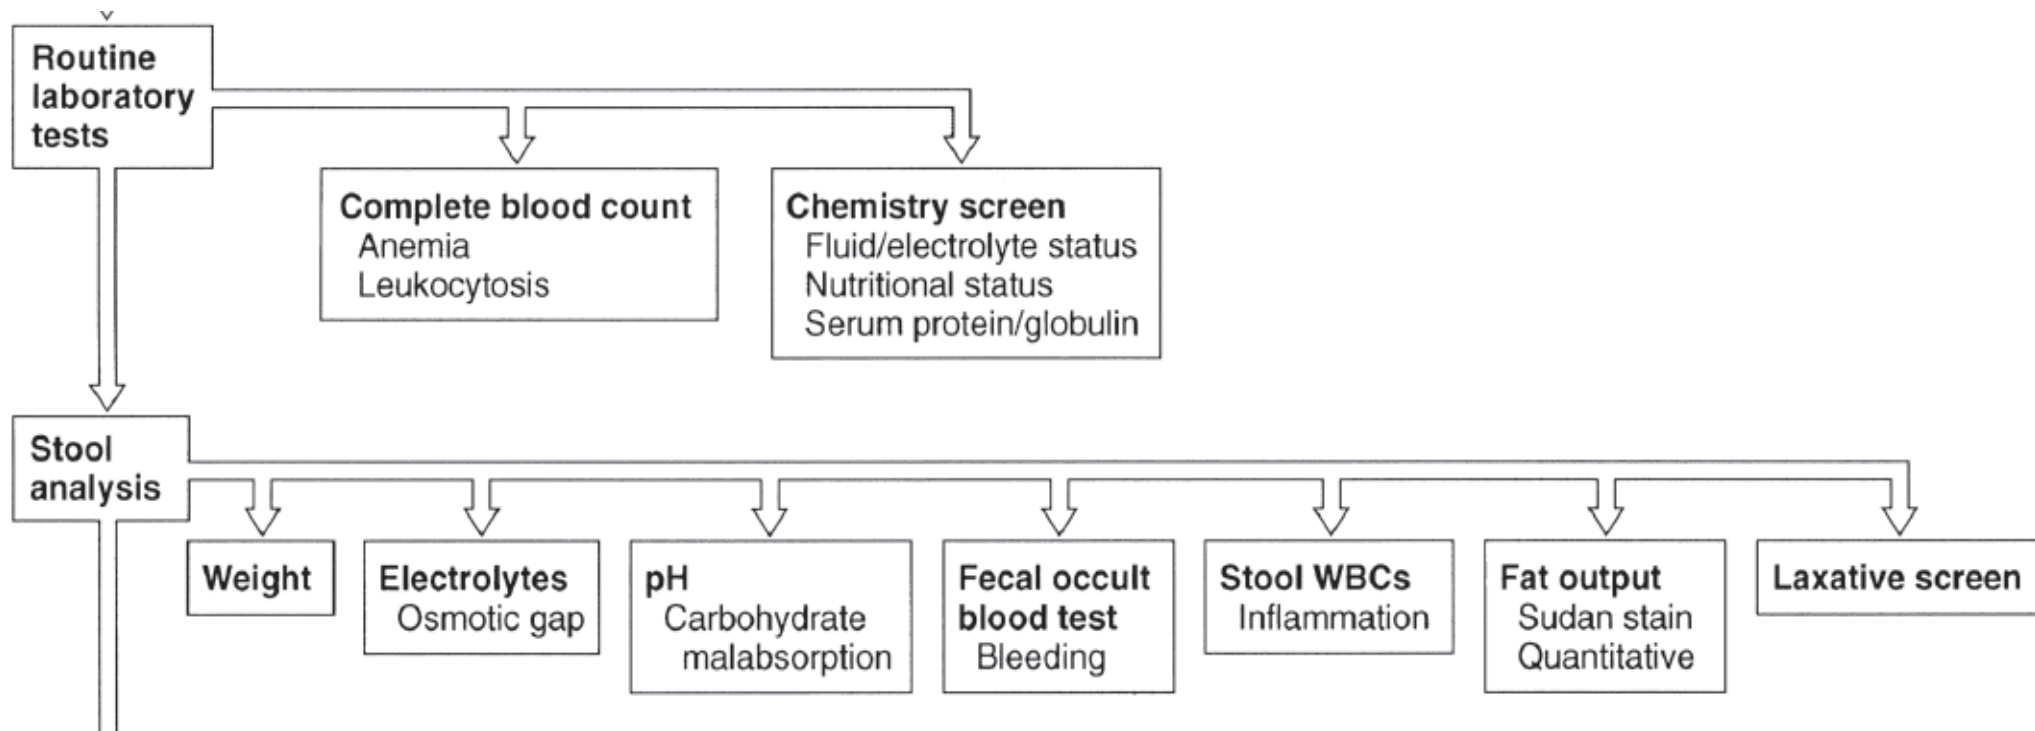 Routine
laboratory
tests
Complete blood count
Anemia
Leukocytosis
Chemistry screen
Fluid/electrolyte status
Nutritional status
Serum protein/globulin
Stool
analysis
Weight
Electrolytes
Osmotic gap
pH
Carbohydrate
malabsorption
Fecal occult
blood test
Bleeding
Stool WBCs
Inflammation
Fat output
Sudan stain
Quantitative
Laxative screen